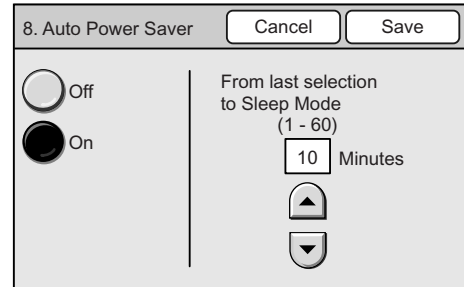 8. Auto Power Saver Cancel Save
Off
On
From last selection
to Sleep Mode
(1 - 60)
10 Minutes